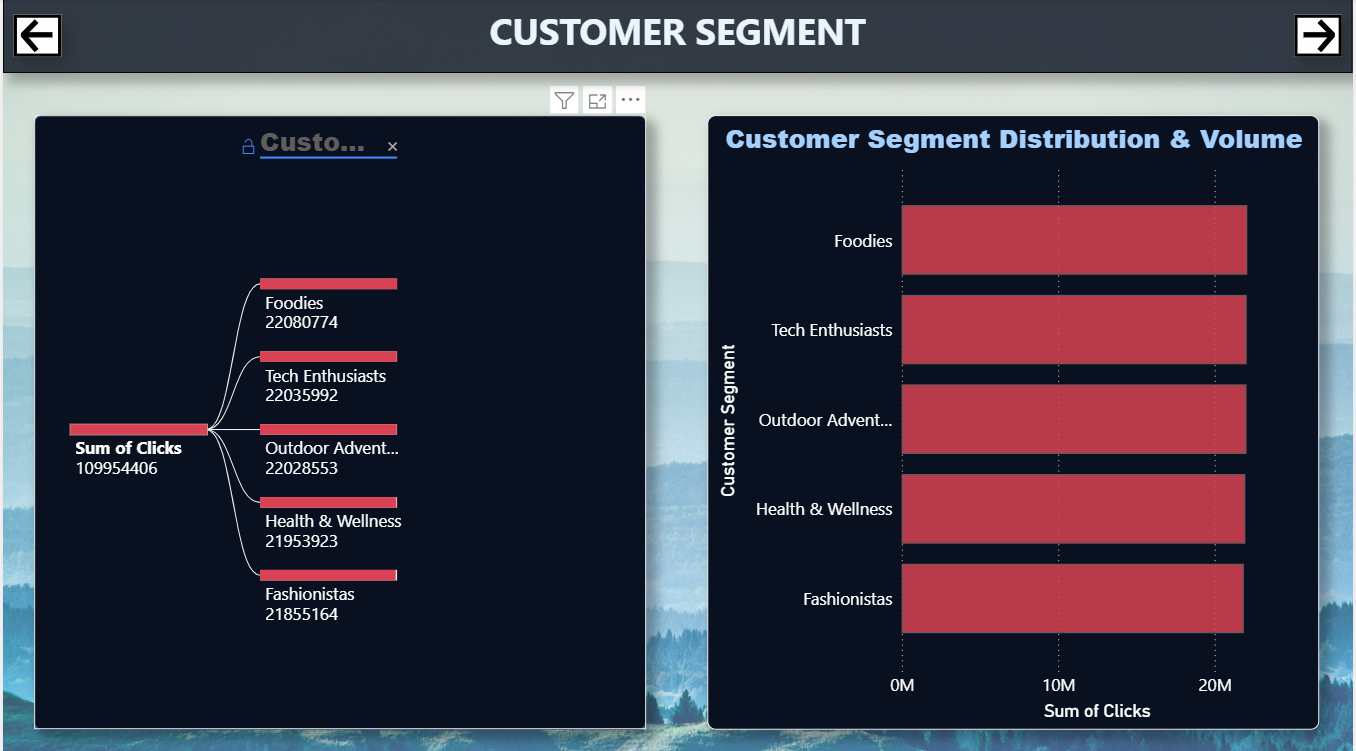 CUSTOMER SEGMENT
Custo...
Foodies
22080774
Tech Enthusiasts
22035992
Sum of Clicks
109954406
Outdoor Advent...
22028553
Health & Wellness
21953923
Fashionistas
21855164
Customer Segment Distribution & Volume
Customer Segment
Foodies
Tech Enthusiasts
Outdoor Advent...
Health & Wellness
Fashionistas
0M 10M 20M
Sum of Clicks